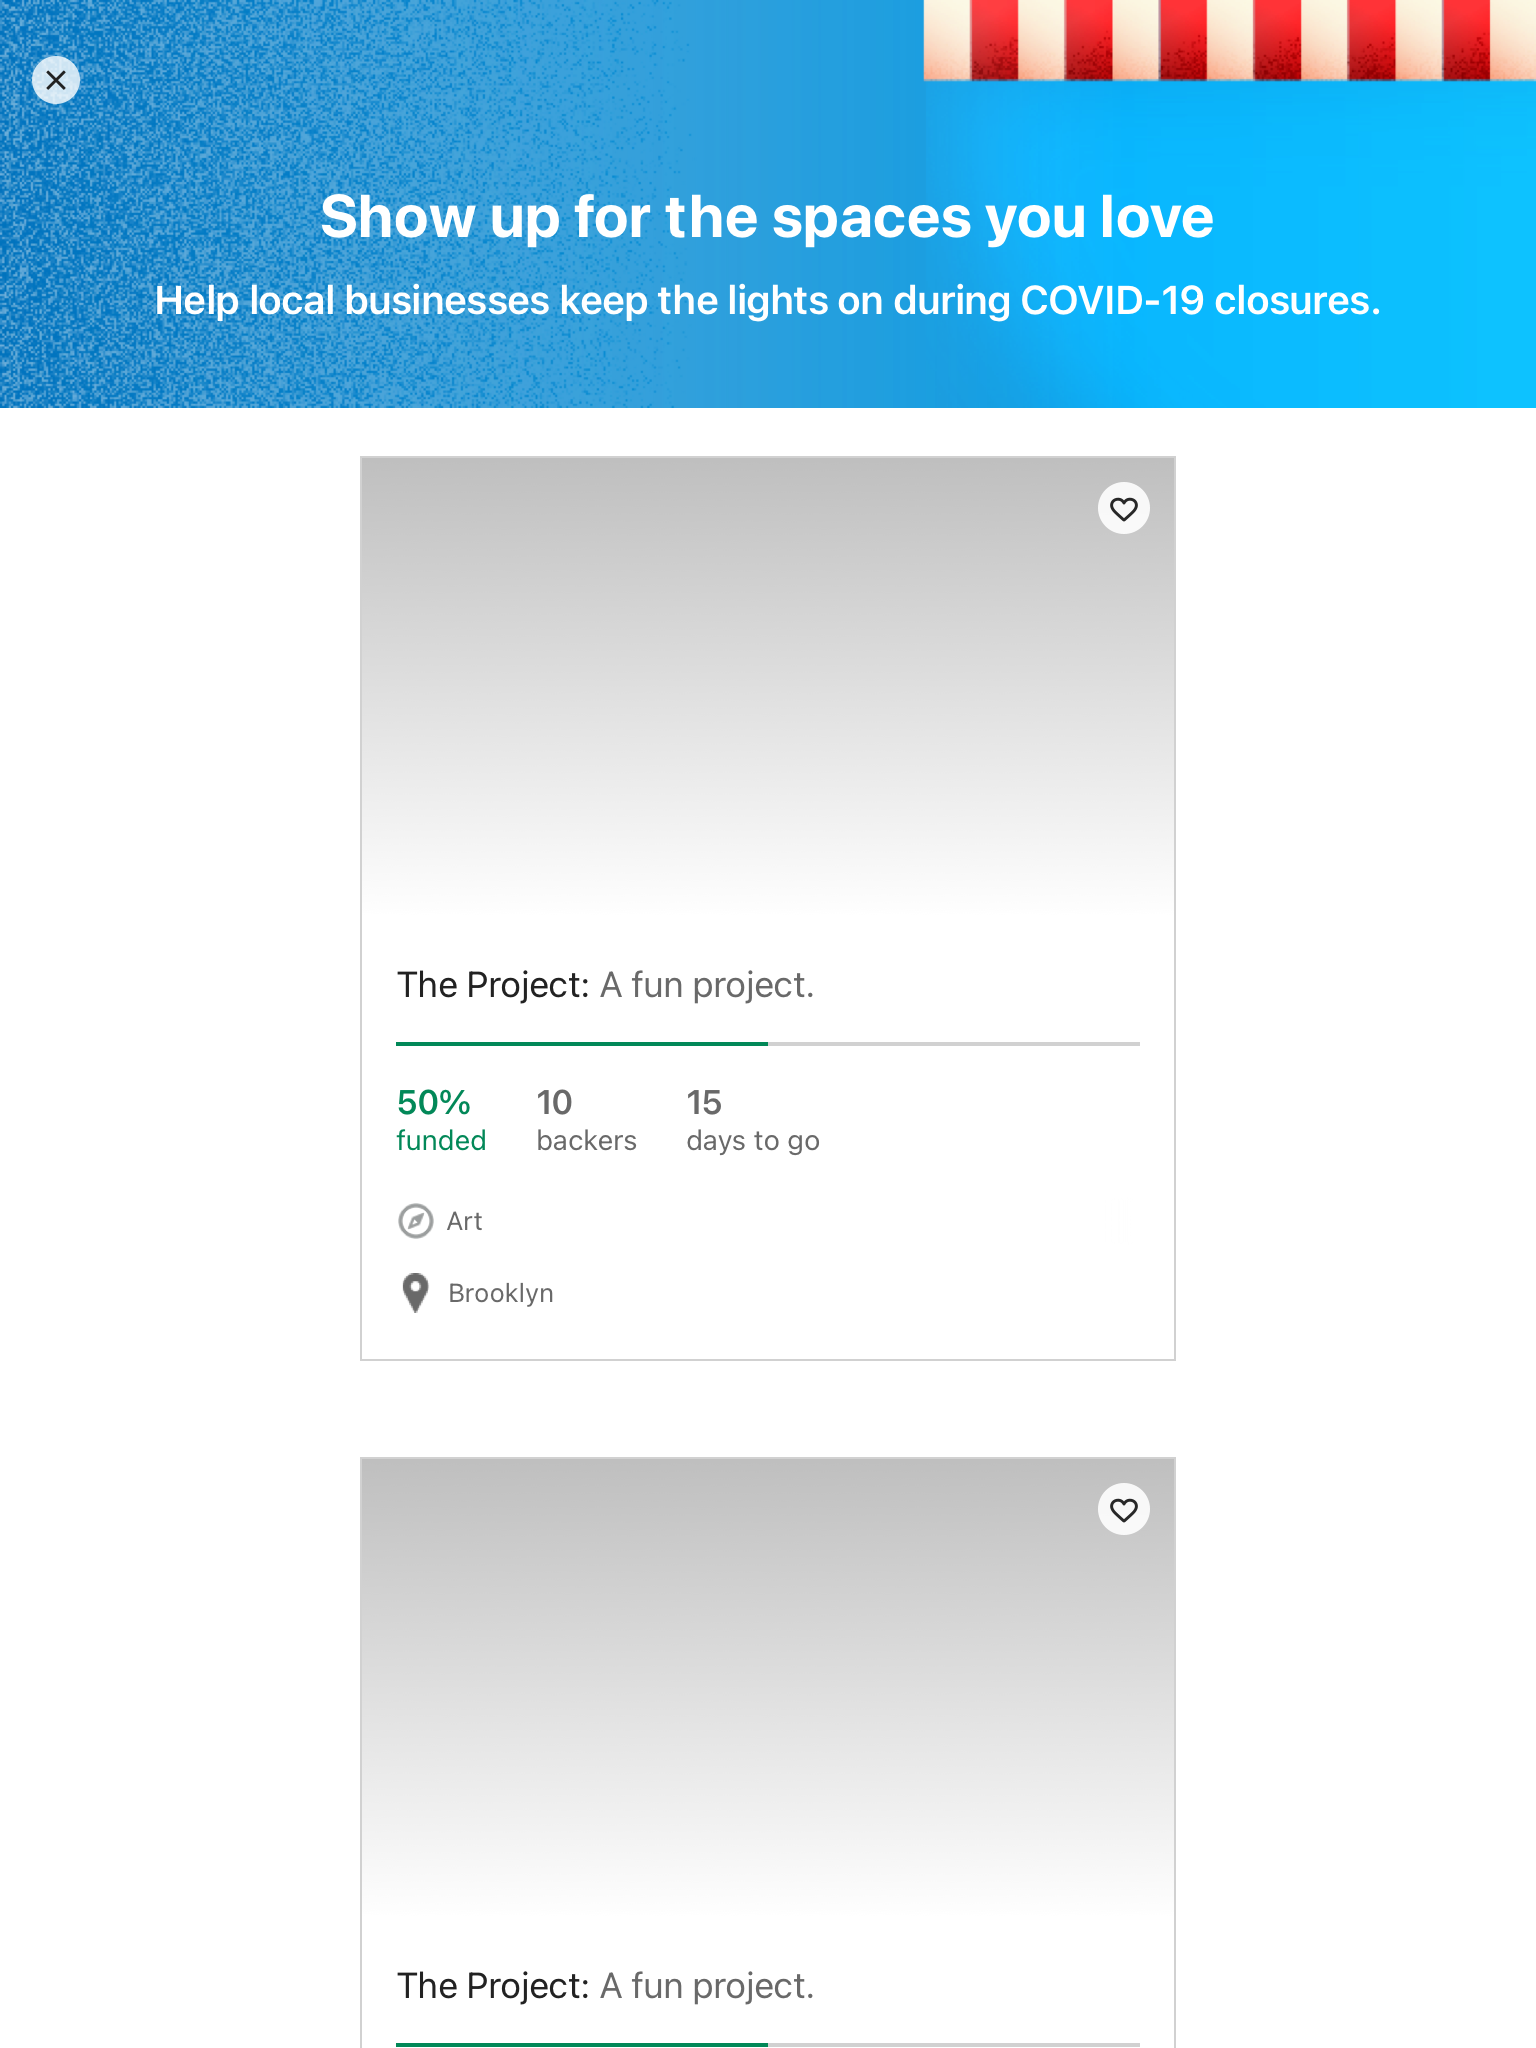 Show up for the spaces you love
Help local businesses keep the lights on during COVID-19 closures.
The Project: A fun project.
50% 10 15
funded backers days to go
Art
Brooklyn
The Project: A fun project.